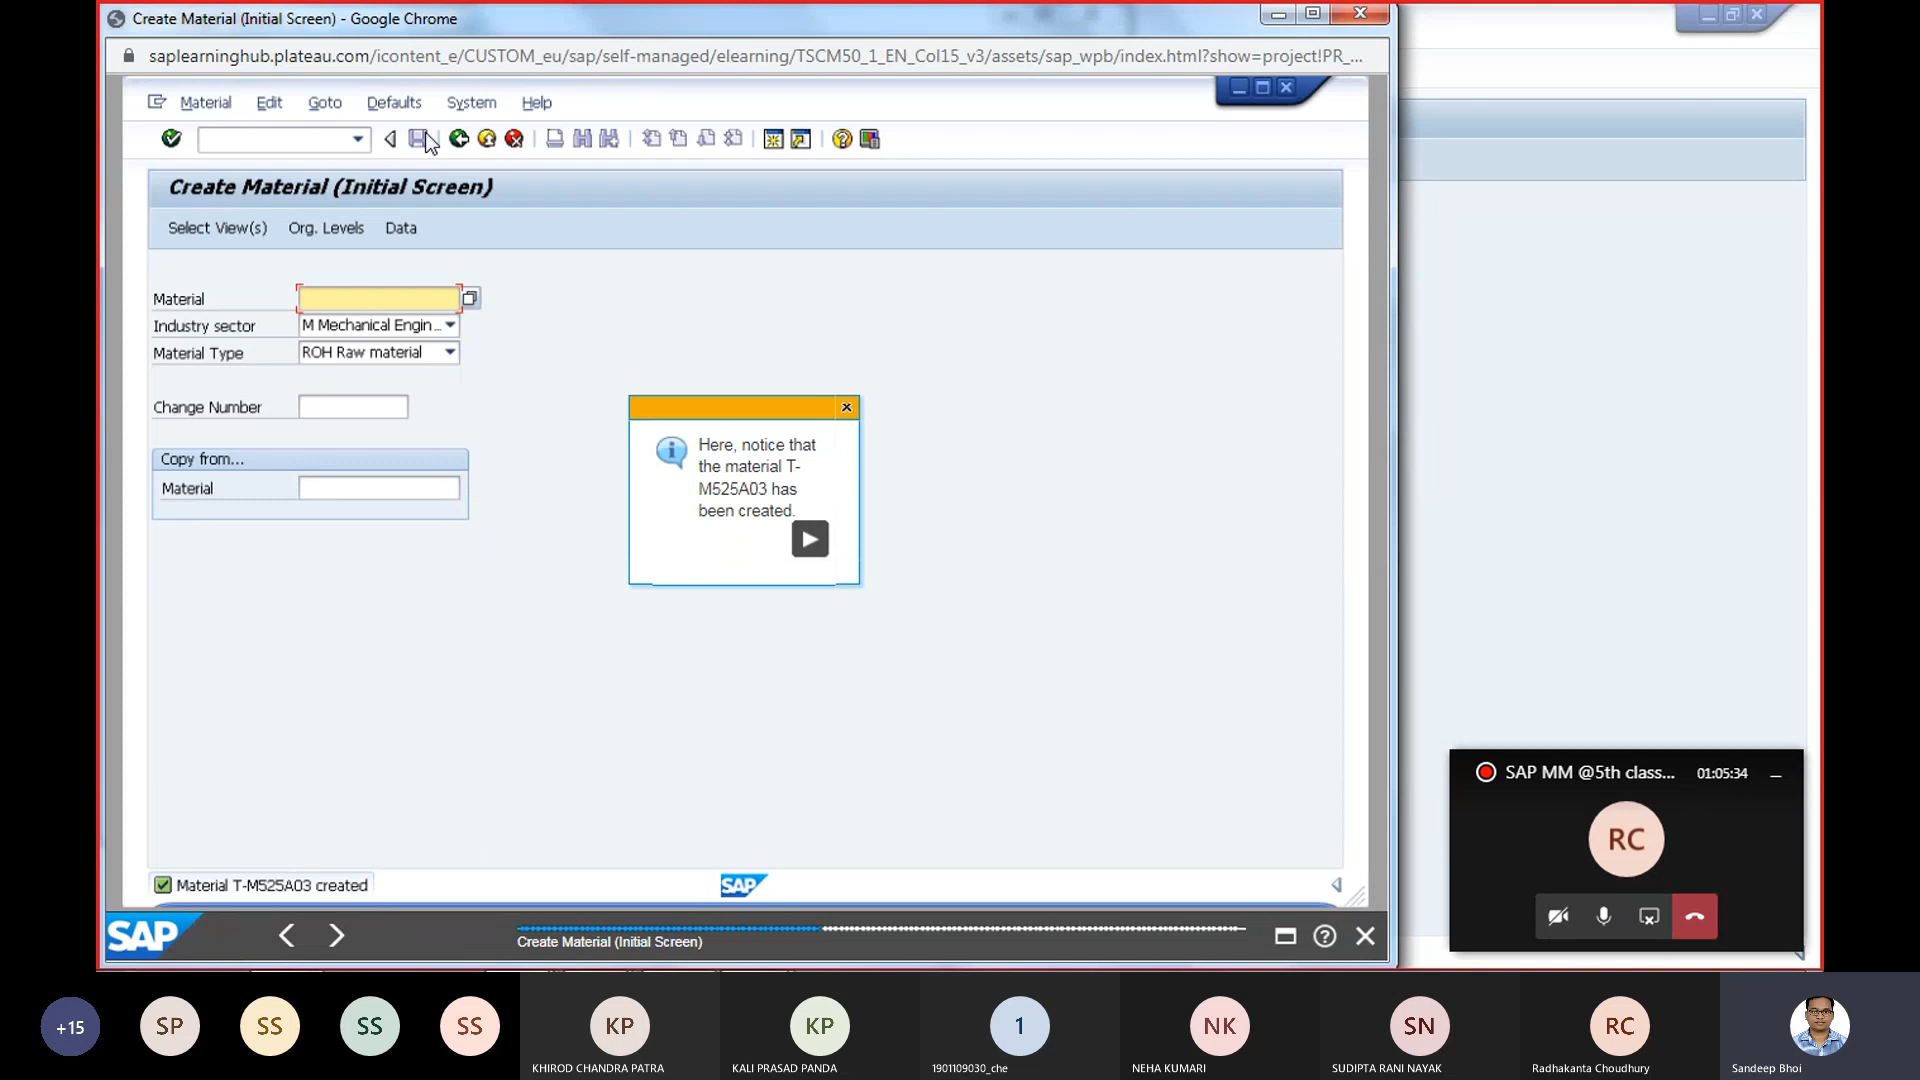 Create Material (Initial Screen) - Google Chrome
saplearninghub.plateau.com/icontent_e/CUSTOM_eu/sap/self-managed/elearning/TSCM50_1_EN_Col15_v3/assets/sap_wpb/index.html?show=project!PR_...
Material Edit Goto Defaults System Help
Create Material (Initial Screen)
Select View(s) Org. Levels Data
Material
Industry sector M Mechanical Engin...
Material Type ROH Raw material
Change Number
Copy from...
Material
Here, notice that
the material T-
M525A03 has
been created.
SAP MM @5th class... 01:05:34
RC
Material T-M525A03 created
SAP
SAP
Create Material (Initial Screen)
+15 SP SS SS SS KP KP 1 NK SN RC
KHIROD CHANDRA PATRA KALI PRASAD PANDA 1901109030_che NEHA KUMARI SUDIPTA RANI NAYAK Radhakanta Choudhury Sandeep Bhoi